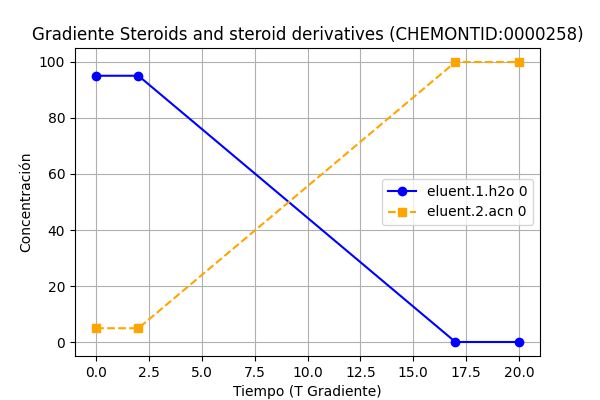 Gradiente Steroids and steroid derivatives (CHEMONTID:0000258)
100
80
60
40
20
0
Concentración
eluent.1.h2o 0
eluent.2.acn 0
0.0 2.5 5.0 7.5 10.0 12.5 15.0 17.5 20.0
Tiempo (T Gradiente)